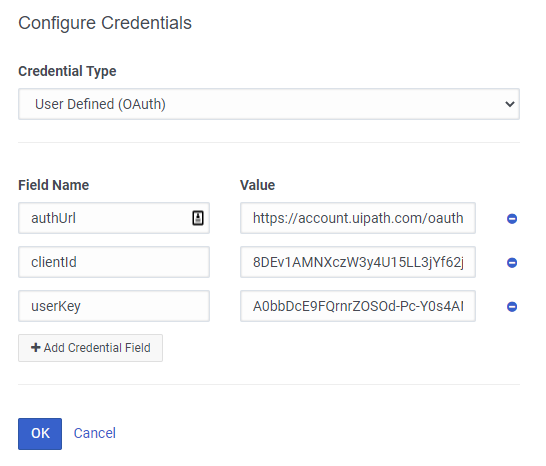 Configure Credentials
Credential Type
User Defined (OAuth)
Field Name Value
authUrl https://account.uipath.com/oauth
clientId 8DEv1AMNXczW3y4U15LL3jYf62j
userKey A0bbDcE9FQrnrZOSOd-Pc-Y0s4AI
+ Add Credential Field
OK Cancel